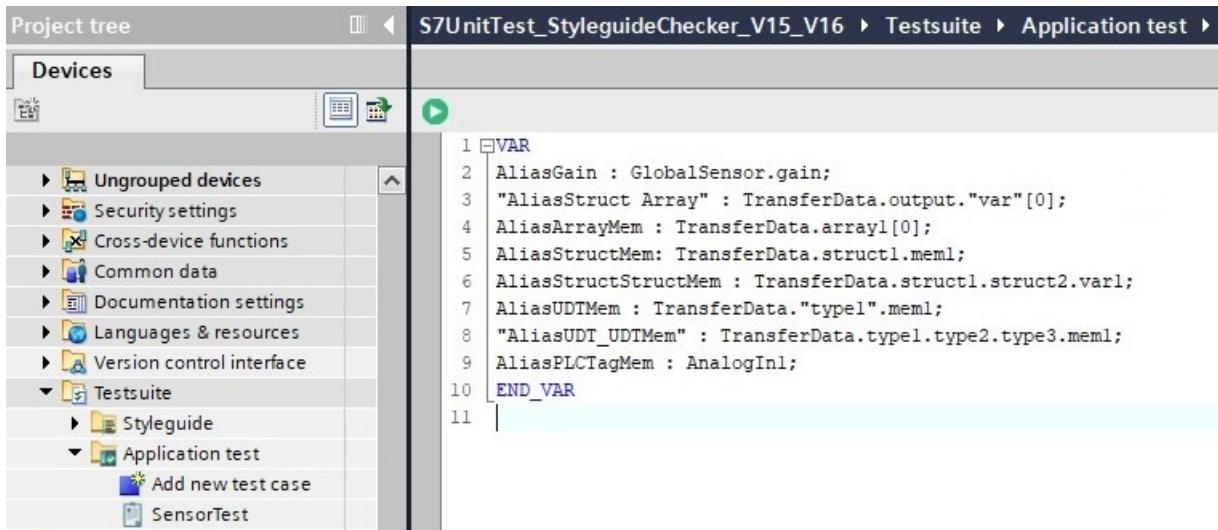 Project tree
S7UnitTest_StyleguideChecker_V15_V16 ▸ Testsuite ▸ Application test ▸
Devices
Ungrouped devices
Security settings
Cross-device functions
Common data
Documentation settings
Languages & resources
Version control interface
Testsuite
Styleguide
Application test
Add new test case
SensorTest
1 VAR
2 AliasGain : GlobalSensor.gain;
3 "AliasStruct Array" : TransferData.output."var"[0];
4 AliasArrayMem : TransferData.array1[0];
5 AliasStructMem: TransferData.struct1.mem1;
6 AliasStructStructMem : TransferData.struct1.struct2.var1;
7 AliasUDTMem : TransferData."type1".mem1;
8 "AliasUDT_UDTMem" : TransferData.type1.type2.type3.mem1;
9 AliasPLCTagMem : AnalogIn1;
10 END_VAR
11